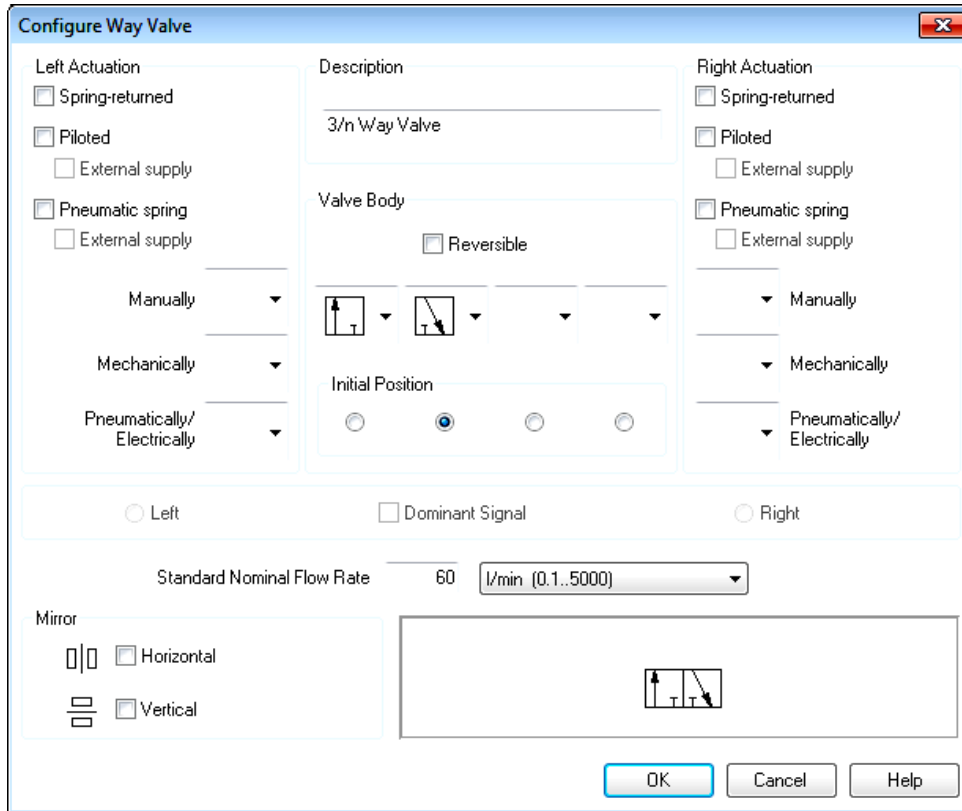 Configure Way Valve
Left Actuation
Spring-returned
Piloted
External supply
Pneumatic spring
External supply
Manually
Mechanically
Pneumatically/
Electrically
Description
3/n Way Valve
Valve Body
Reversible
Initial Position
Right Actuation
Spring-returned
Piloted
External supply
Pneumatic spring
External supply
Manually
Mechanically
Pneumatically/
Electrically
Left
Dominant Signal
Right
Standard Nominal Flow Rate 60 l/min (0.1..5000)
Mirror
Horizontal
Vertical
OK
Cancel
Help